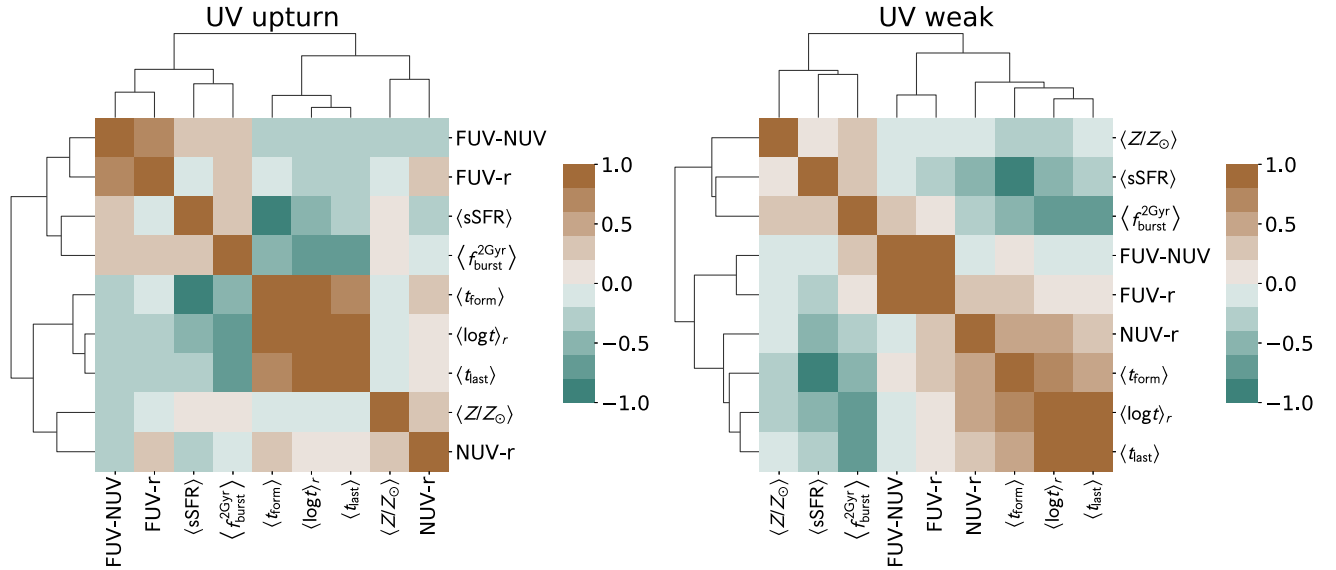 UV upturn
FUV-NUV
FUV-r
⟨sSFR⟩
⟨f_burst^2Gyr⟩
⟨t_form⟩
⟨log t⟩_r
⟨t_last⟩
⟨Z/Z_⊙⟩
NUV-r
FUV-NUV
FUV-r
⟨sSFR⟩
⟨f_burst^2Gyr⟩
⟨t_form⟩
⟨log t⟩_r
⟨t_last⟩
⟨Z/Z_⊙⟩
NUV-r
1.0
0.5
0.0
−0.5
−1.0
UV weak
⟨Z/Z_⊙⟩
⟨sSFR⟩
⟨f_burst^2Gyr⟩
FUV-NUV
FUV-r
NUV-r
⟨t_form⟩
⟨log t⟩_r
⟨t_last⟩
⟨Z/Z_⊙⟩
⟨sSFR⟩
⟨f_burst^2Gyr⟩
FUV-NUV
FUV-r
NUV-r
⟨t_form⟩
⟨log t⟩_r
⟨t_last⟩
1.0
0.5
0.0
−0.5
−1.0